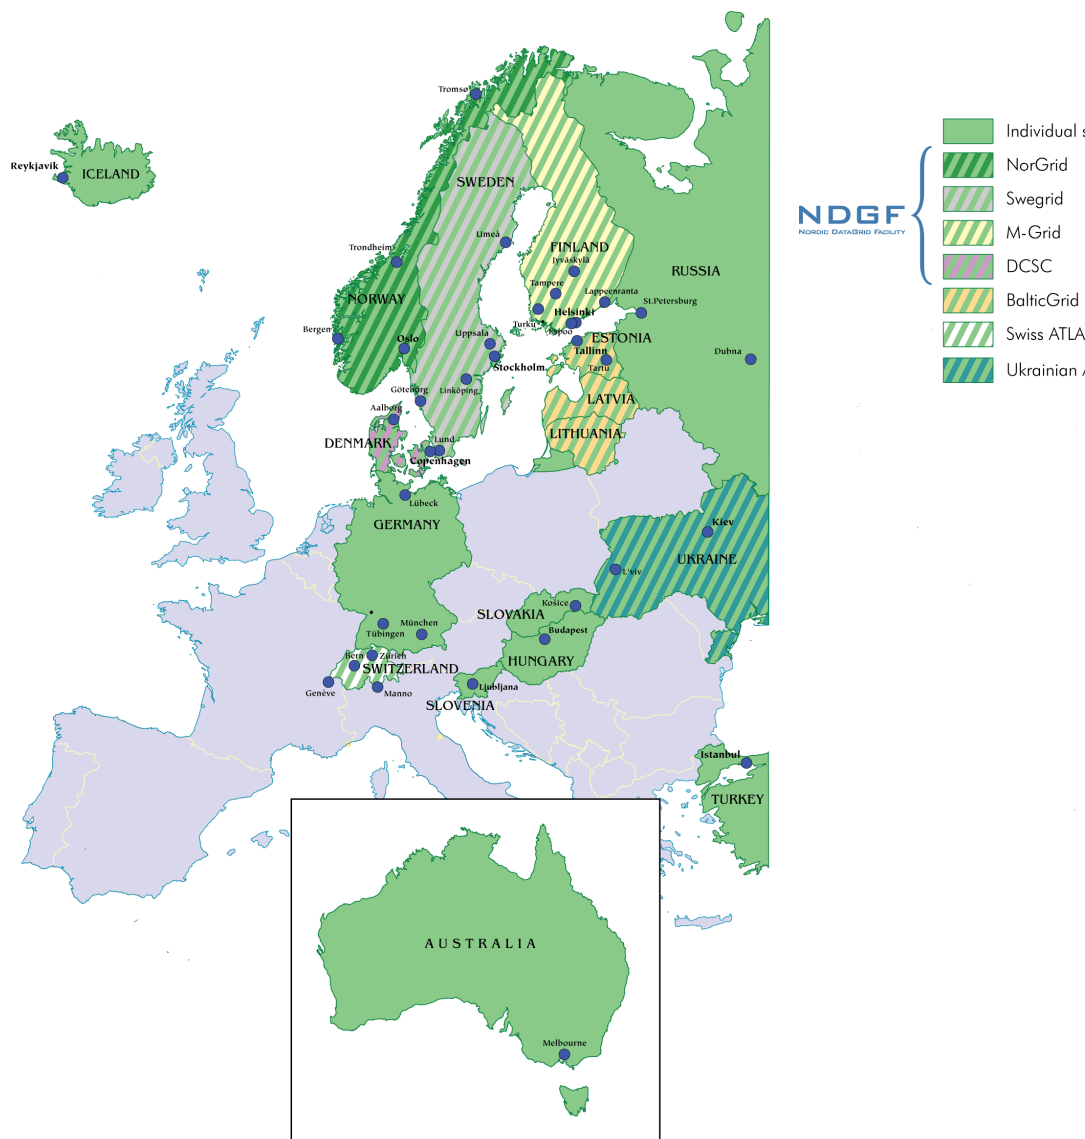 Tromsø
Reykjavik
ICELAND
SWEDEN
Umeå
Trondheim
FINLAND
Jyväskylä
Tampere
Lappeenranta
RUSSIA
NORWAY
Helsinki
St.Petersburg
Turku
Espoo
Bergen
Oslo
Uppsala
ESTONIA
Tallinn
Dubna
Stockholm
Tartu
Göteborg
Linköping
LATVIA
Aalborg
DENMARK
Lund
LITHUANIA
Copenhagen
Lübeck
GERMANY
Kiev
UKRAINE
L'viv
Košice
SLOVAKIA
München
Tübingen
Budapest
Bern
Zürich
SWITZERLAND
HUNGARY
Genève
Manno
Ljubljana
SLOVENIA
Istanbul
TURKEY
AUSTRALIA
Melbourne
NDGF
NORDIC DATAGRID FACILITY
Individual s
NorGrid
Swegrid
M-Grid
DCSC
BalticGrid
Swiss ATLA
Ukrainian A